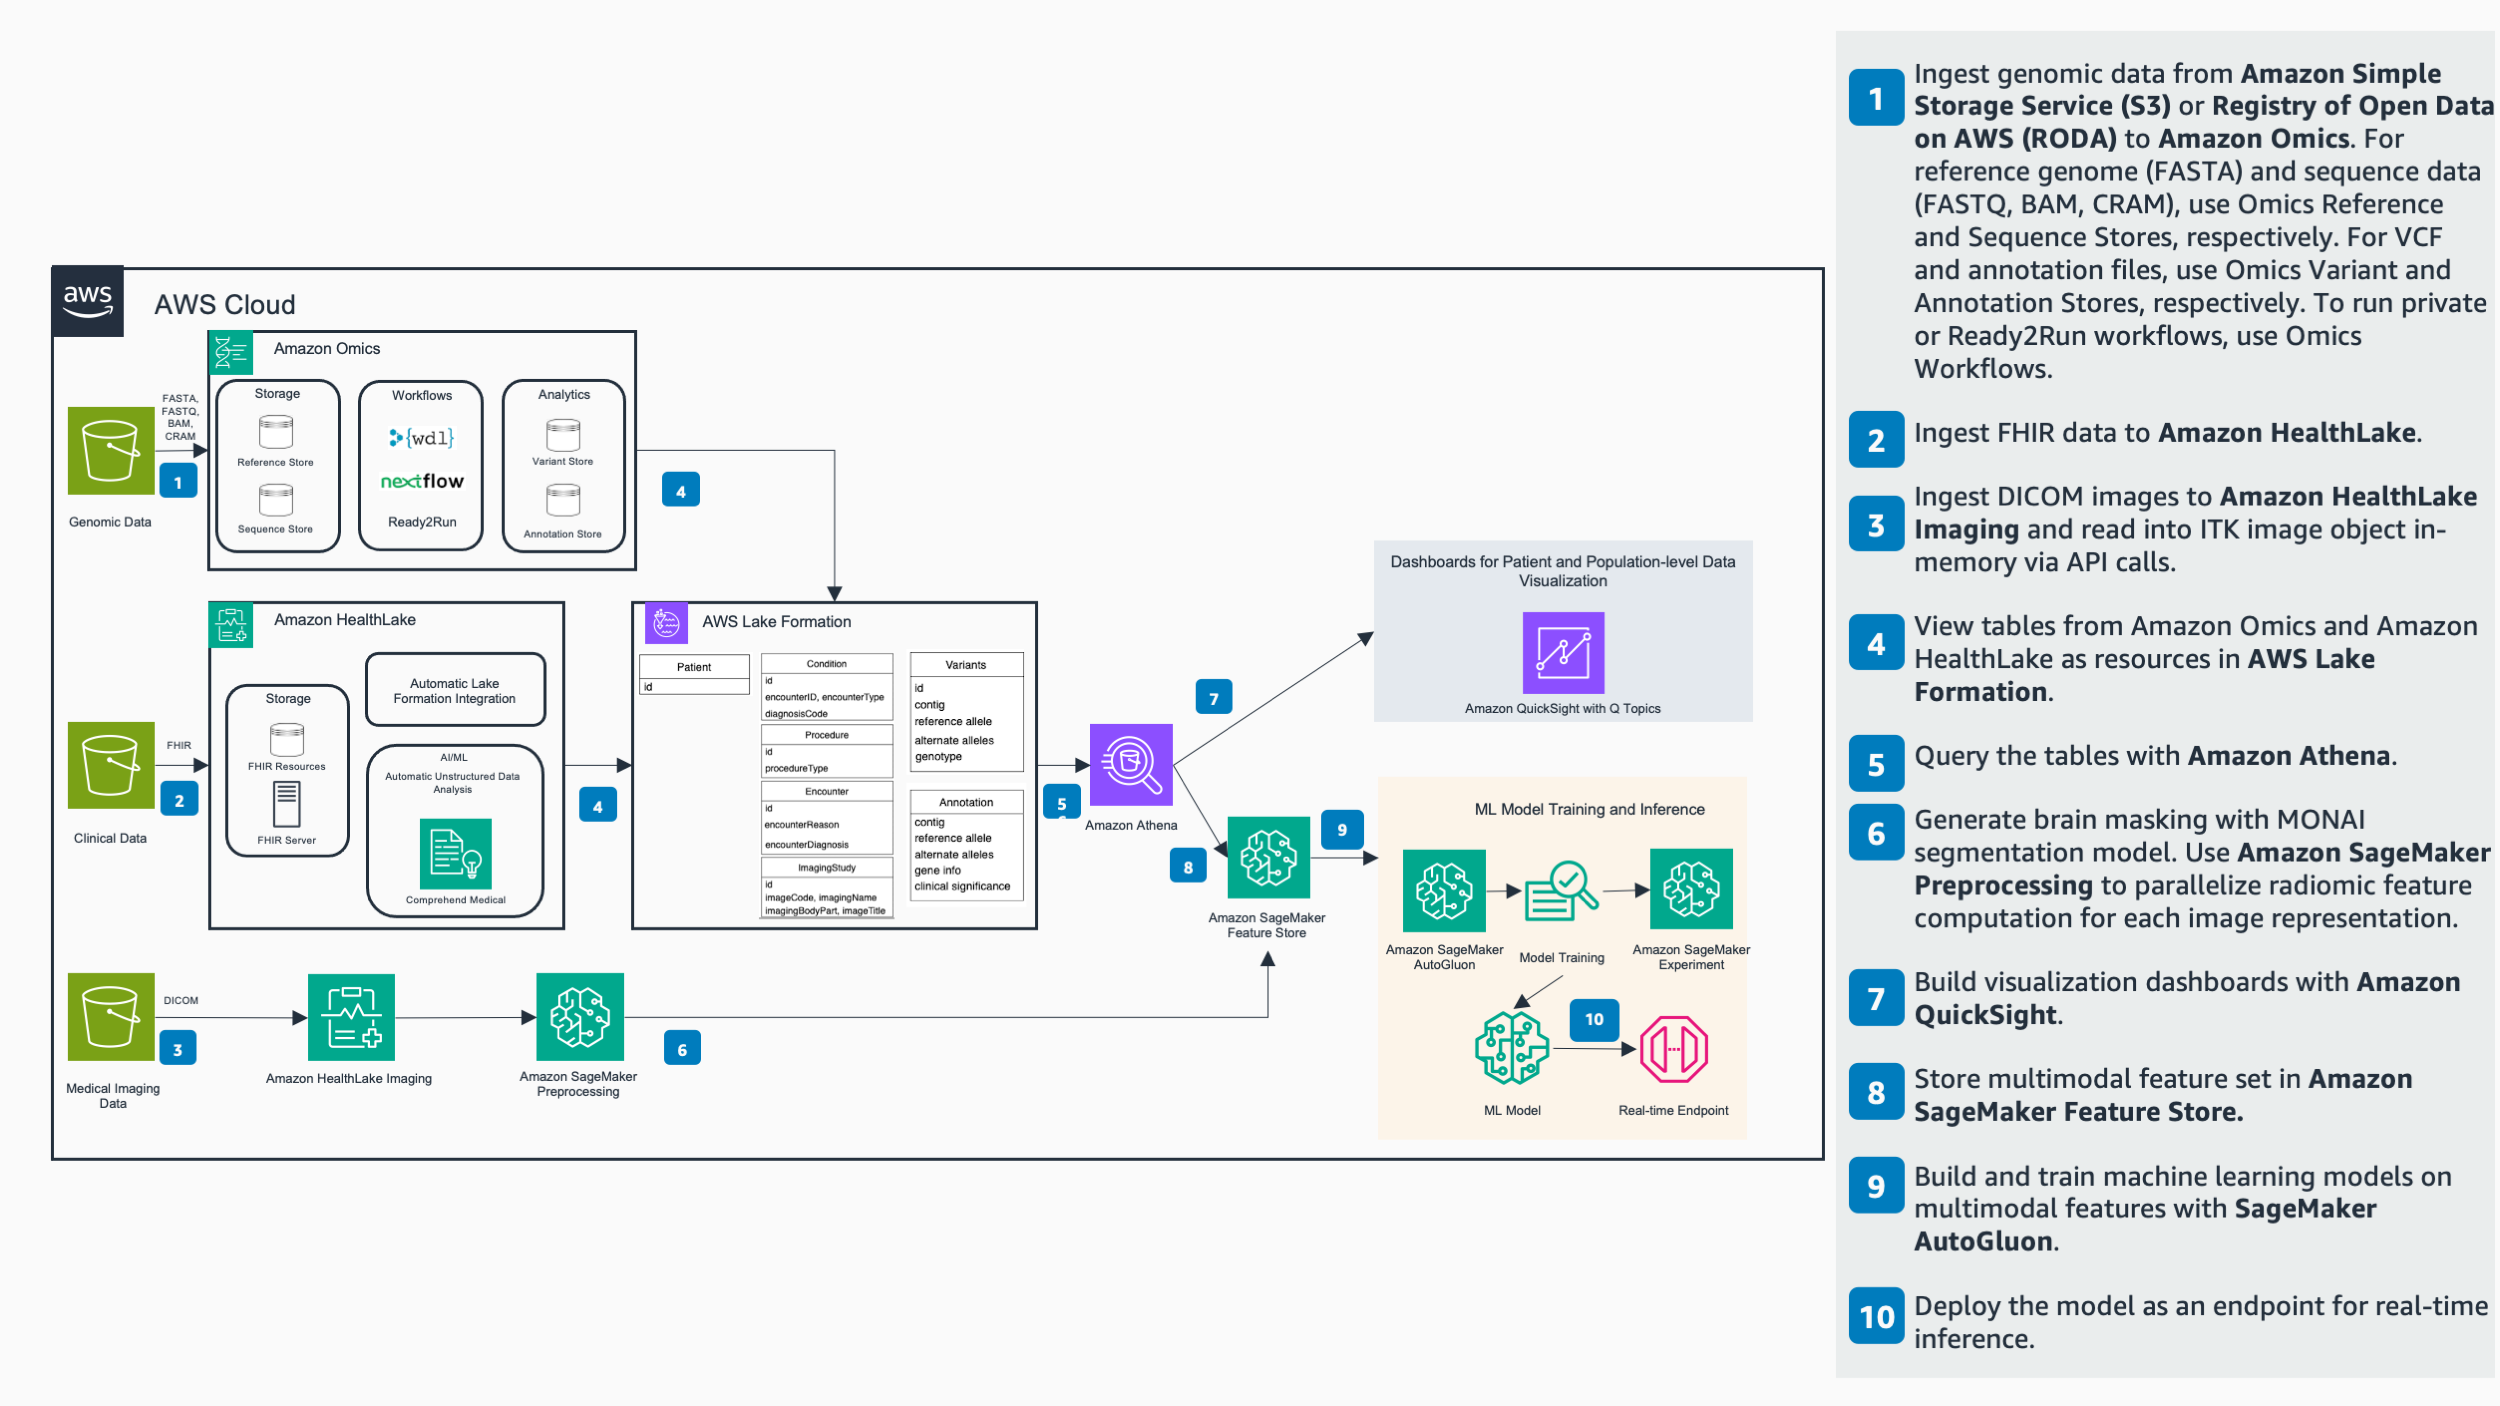 aws
AWS Cloud
Amazon Omics
Storage
Reference Store
Sequence Store
Workflows
{wdl}
nextflow
Ready2Run
Analytics
Variant Store
Annotation Store
FASTA,
FASTQ,
BAM,
CRAM
1
Genomic Data
4
Amazon HealthLake
Storage
FHIR Resources
FHIR Server
Automatic Lake
Formation Integration
AI/ML
Automatic Unstructured Data
Analysis
Comprehend Medical
FHIR
2
Clinical Data
4
AWS Lake Formation
Patient
id
Condition
id
encounterID, encounterType
diagnosisCode
Procedure
id
procedureType
Encounter
id
encounterReason
encounterDiagnosis
ImagingStudy
id
imageCode, imagingName
imagingBodyPart, imageTitle
Variants
id
contig
reference allele
alternate alleles
genotype
Annotation
contig
reference allele
alternate alleles
gene info
clinical significance
5
Amazon Athena
7
8
Dashboards for Patient and Population-level Data
Visualization
Amazon QuickSight with Q Topics
Amazon SageMaker
Feature Store
9
ML Model Training and Inference
Amazon SageMaker
AutoGluon
Model Training
Amazon SageMaker
Experiment
10
ML Model
Real-time Endpoint
DICOM
3
Medical Imaging
Data
Amazon HealthLake Imaging
Amazon SageMaker
Preprocessing
6
1
Ingest genomic data from Amazon Simple
Storage Service (S3) or Registry of Open Data
on AWS (RODA) to Amazon Omics. For
reference genome (FASTA) and sequence data
(FASTQ, BAM, CRAM), use Omics Reference
and Sequence Stores, respectively. For VCF
and annotation files, use Omics Variant and
Annotation Stores, respectively. To run private
or Ready2Run workflows, use Omics
Workflows.
2
Ingest FHIR data to Amazon HealthLake.
3
Ingest DICOM images to Amazon HealthLake
Imaging and read into ITK image object in-
memory via API calls.
4
View tables from Amazon Omics and Amazon
HealthLake as resources in AWS Lake
Formation.
5
Query the tables with Amazon Athena.
6
Generate brain masking with MONAI
segmentation model. Use Amazon SageMaker
Preprocessing to parallelize radiomic feature
computation for each image representation.
7
Build visualization dashboards with Amazon
QuickSight.
8
Store multimodal feature set in Amazon
SageMaker Feature Store.
9
Build and train machine learning models on
multimodal features with SageMaker
AutoGluon.
10
Deploy the model as an endpoint for real-time
inference.